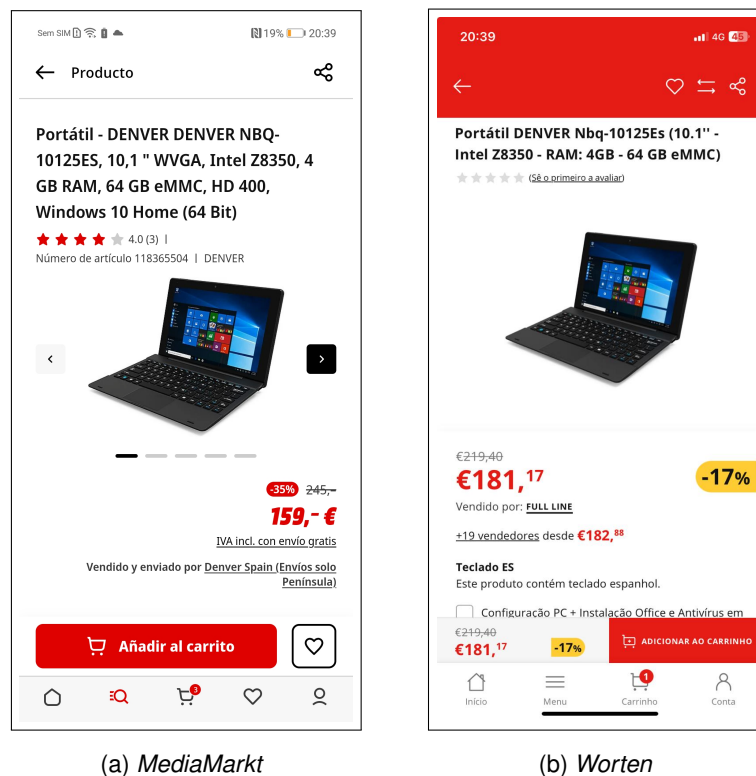 Sem SIM 19% 20:39
Producto
Portátil - DENVER DENVER NBQ-
10125ES, 10,1 " WVGA, Intel Z8350, 4
GB RAM, 64 GB eMMC, HD 400,
Windows 10 Home (64 Bit)
4.0 (3) |
Número de artículo 118365504 | DENVER
-35% 245,–
159,– €
IVA incl. con envío gratis
Vendido y enviado por Denver Spain (Envíos solo
Península)
Añadir al carrito
3
(a) MediaMarkt
20:39 4G 45
Portátil DENVER Nbq-10125Es (10.1'' -
Intel Z8350 - RAM: 4GB - 64 GB eMMC)
(Sê o primeiro a avaliar)
€219,40
€181,17 -17%
Vendido por: FULL LINE
+19 vendedores desde €182,88
Teclado ES
Este produto contém teclado espanhol.
Configuração PC + Instalação Office e Antivírus em
€219,40
€181,17 -17% ADICIONAR AO CARRINHO
1
Início Menu Carrinho Conta
(b) Worten